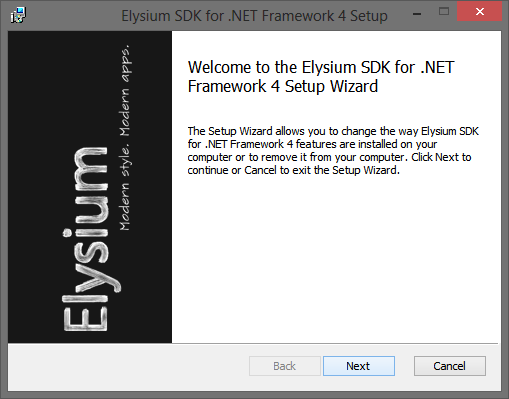 Elysium SDK for .NET Framework 4 Setup
Elysium
Modern style. Modern apps.
Welcome to the Elysium SDK for .NET
Framework 4 Setup Wizard
The Setup Wizard allows you to change the way Elysium SDK
for .NET Framework 4 features are installed on your
computer or to remove it from your computer. Click Next to
continue or Cancel to exit the Setup Wizard.
Back
Next
Cancel